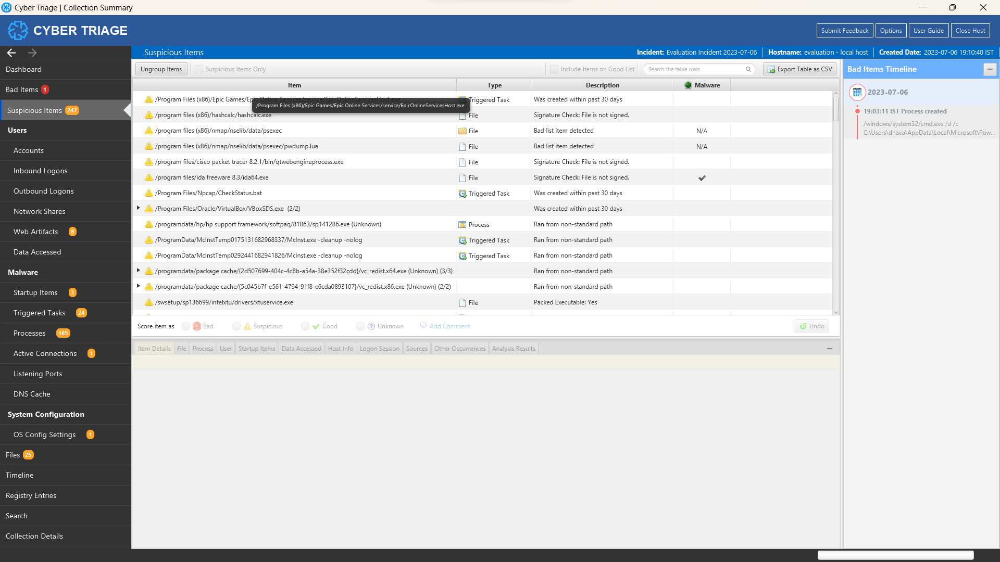 Cyber Triage | Collection Summary
CYBER TRIAGE
Submit Feedback
Options
User Guide
Close Host
Suspicious Items
Incident: Evaluation Incident 2023-07-06
Hostname: evaluation - local host
Created Date: 2023-07-06 19:10:40 IST
Dashboard
Bad Items 1
Suspicious Items 247
Users
Accounts
Inbound Logons
Outbound Logons
Network Shares
Web Artifacts 8
Data Accessed
Malware
Startup Items 3
Triggered Tasks 24
Processes 185
Active Connections 1
Listening Ports
DNS Cache
System Configuration
OS Config Settings 1
Files 25
Timeline
Registry Entries
Search
Collection Details
Ungroup Items
Suspicious Items Only
Include Items on Good List
Search the table rows
Export Table as CSV
Item Type Description Malware
/Program Files (x86)/Epic Games/Epic Online Services/service/EpicOnlineServicesHost.exe Triggered Task Was created within past 30 days
/Program Files (x86)/Epic Games/Epic Online Services/service/EpicOnlineServicesHost.exe
/program files (x86)/hashcalc/hashcalc.exe File Signature Check: File is not signed.
/program files (x86)/nmap/nselib/data/psexec File Bad list item detected N/A
/program files (x86)/nmap/nselib/data/psexec/pwdump.lua File Bad list item detected N/A
/program files/cisco packet tracer 8.2.1/bin/qtwebengineprocess.exe File Signature Check: File is not signed.
/program files/ida freeware 8.3/ida64.exe File Signature Check: File is not signed.
/Program Files/Npcap/CheckStatus.bat Triggered Task Was created within past 30 days
/Program Files/Oracle/VirtualBox/VBoxSDS.exe (2/2) Was created within past 30 days
/programdata/hp/hp support framework/softpaq/81863/sp141286.exe (Unknown) Process Ran from non-standard path
/ProgramData/McInstTemp0175131682968337/McInst.exe -cleanup -nolog Triggered Task Ran from non-standard path
/ProgramData/McInstTemp0292441682941826/McInst.exe -cleanup -nolog Triggered Task Ran from non-standard path
/programdata/package cache/{2d507699-404c-4c8b-a54a-38e352f32cdd}/vc_redist.x64.exe (Unknown) (3/3) Ran from non-standard path
/programdata/package cache/{5c045b7f-e561-4794-91f8-c6cda0893107}/vc_redist.x86.exe (Unknown) (2/2) Ran from non-standard path
/swsetup/sp136699/intelxtu/drivers/xtuservice.exe File Packed Executable: Yes
Score item as Bad Suspicious Good Unknown Add Comment Undo
Item Details File Process User Startup Items Data Accessed Host Info Logon Session Sources Other Occurrences Analysis Results
Bad Items Timeline
2023-07-06
19:03:11 IST Process created
/windows/system32/cmd.exe /d /c
C:\Users\dhava\AppData\Local\Microsoft\Pow...